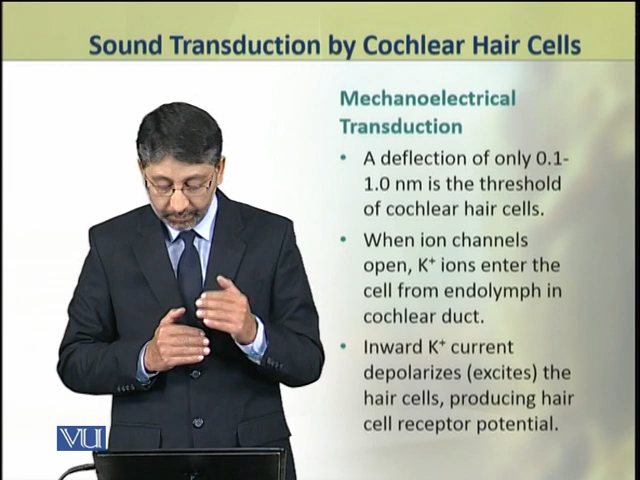 Sound Transduction by Cochlear Hair Cells
Mechanoelectrical
Transduction
• A deflection of only 0.1-
1.0 nm is the threshold
of cochlear hair cells.
• When ion channels
open, K⁺ ions enter the
cell from endolymph in
cochlear duct.
• Inward K⁺ current
depolarizes (excites) the
hair cells, producing hair
cell receptor potential.
VU